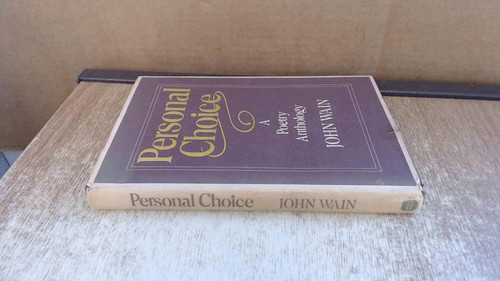 Personal
Choice
A
Poetry
Anthology
JOHN WAIN
Personal Choice JOHN WAIN